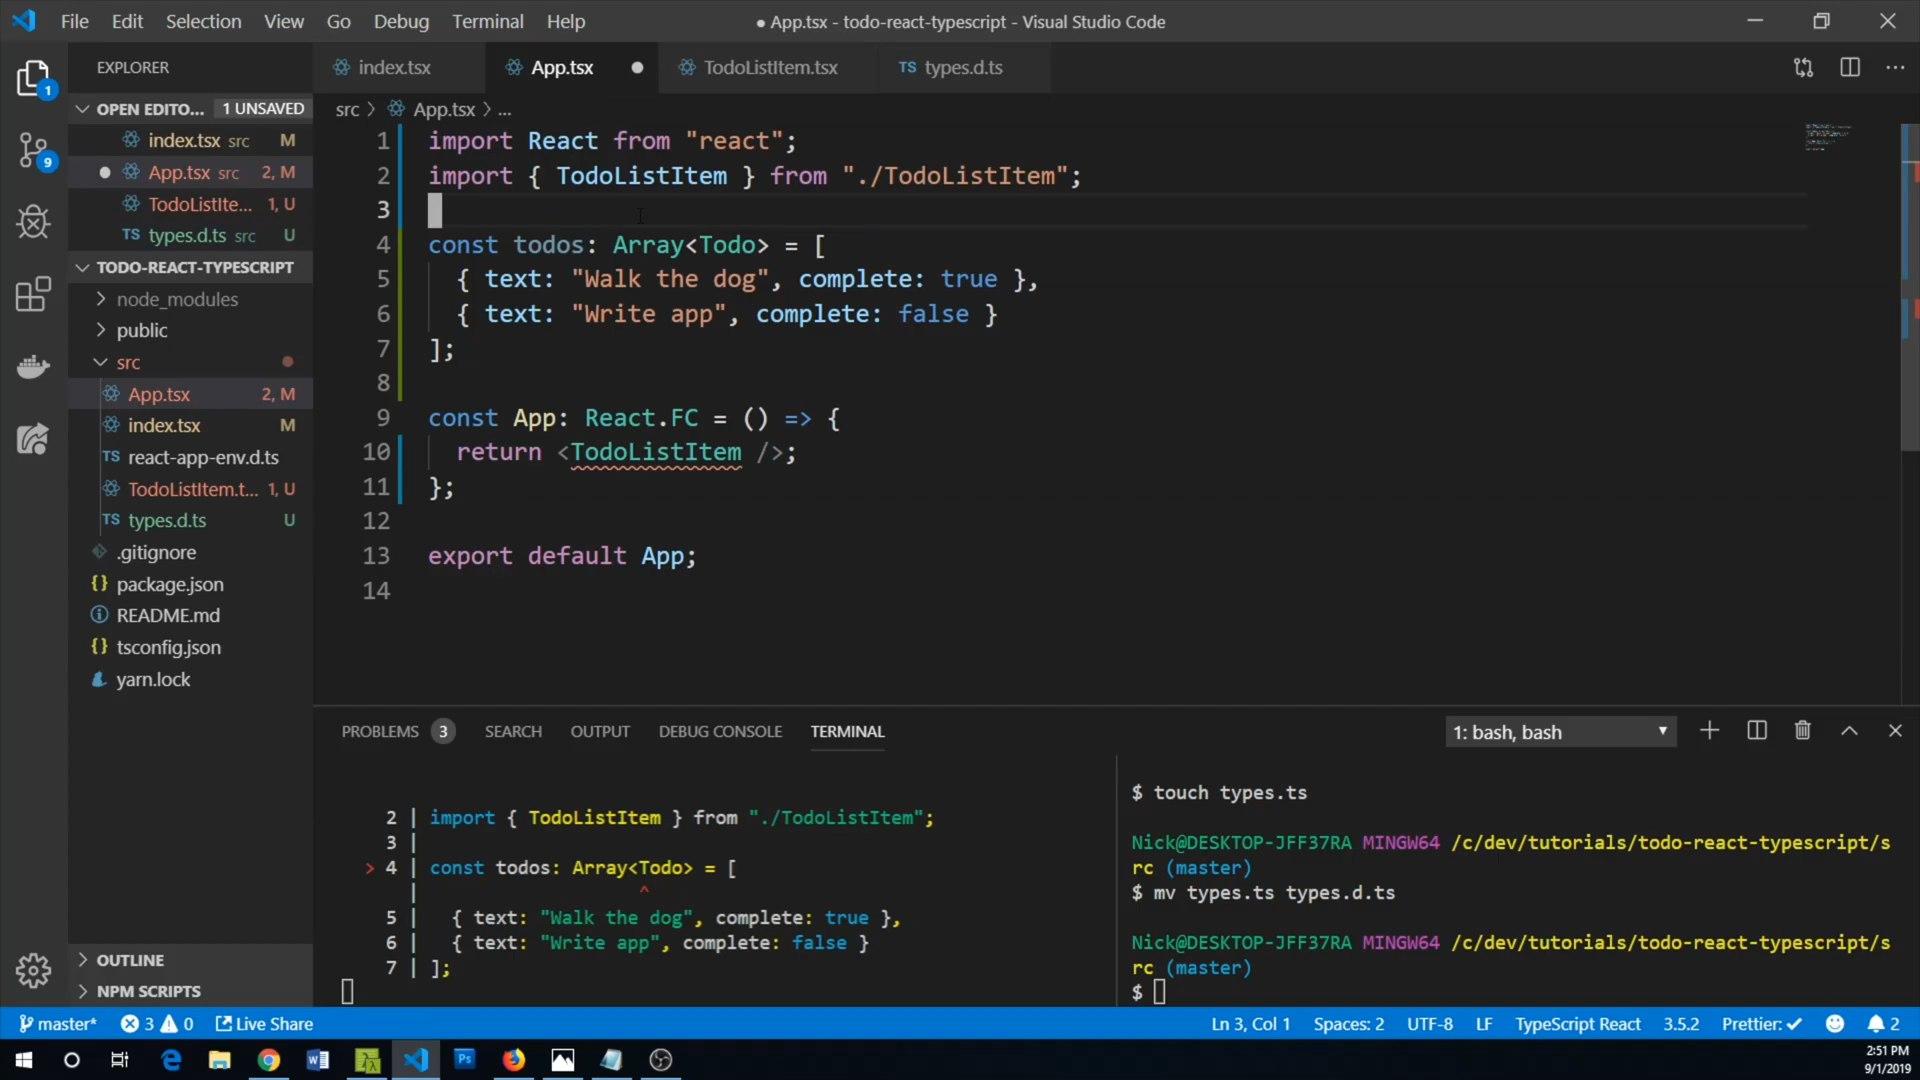 File Edit Selection View Go Debug Terminal Help
● App.tsx - todo-react-typescript - Visual Studio Code
EXPLORER
index.tsx
App.tsx
TodoListItem.tsx
TS types.d.ts
1
9
OPEN EDITO... 1 UNSAVED
index.tsx src M
App.tsx src 2, M
TodoListIte... 1, U
TS types.d.ts src U
TODO-REACT-TYPESCRIPT
node_modules
public
src
App.tsx 2, M
index.tsx M
TS react-app-env.d.ts
TodoListItem.t... 1, U
TS types.d.ts U
.gitignore
{} package.json
README.md
{} tsconfig.json
yarn.lock
OUTLINE
NPM SCRIPTS
src > App.tsx > ...
1 import React from "react";
2 import { TodoListItem } from "./TodoListItem";
3
4 const todos: Array<Todo> = [
5 { text: "Walk the dog", complete: true },
6 { text: "Write app", complete: false }
7 ];
8
9 const App: React.FC = () => {
10 return <TodoListItem />;
11 };
12
13 export default App;
14
PROBLEMS 3 SEARCH OUTPUT DEBUG CONSOLE TERMINAL
1: bash, bash
2 | import { TodoListItem } from "./TodoListItem";
3 |
> 4 | const todos: Array<Todo> = [
| ^
5 | { text: "Walk the dog", complete: true },
6 | { text: "Write app", complete: false }
7 | ];
$ touch types.ts
Nick@DESKTOP-JFF37RA MINGW64 /c/dev/tutorials/todo-react-typescript/s
rc (master)
$ mv types.ts types.d.ts
Nick@DESKTOP-JFF37RA MINGW64 /c/dev/tutorials/todo-react-typescript/s
rc (master)
$
master* 3 0 Live Share
Ln 3, Col 1 Spaces: 2 UTF-8 LF TypeScript React 3.5.2 Prettier: ✓ 2
Ps
2:51 PM
9/1/2019